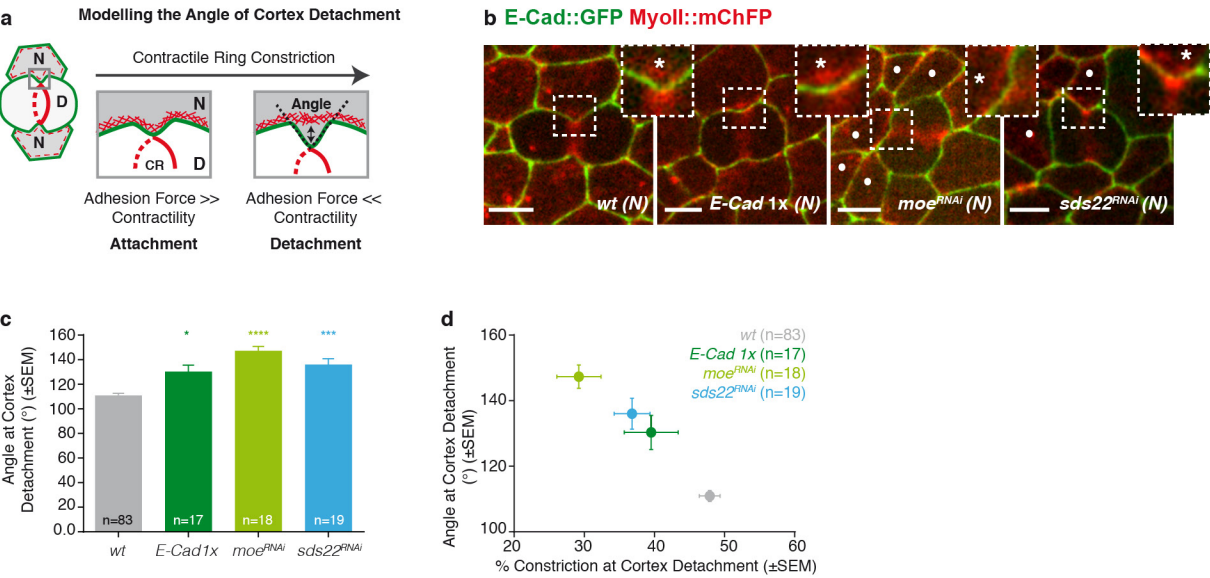 a
Modelling the Angle of Cortex Detachment
Contractile Ring Constriction
N
D
N
N
CR
D
Angle
Adhesion Force >>
Contractility
Attachment
Adhesion Force <<
Contractility
Detachment
b
E-Cad::GFP MyoII::mChFP
*
*
*
*
wt (N)
E-Cad 1x (N)
moeRNAi (N)
sds22RNAi (N)
c
Angle at Cortex
Detachment (°) (±SEM)
160
140
120
100
80
60
40
20
0.0
*
****
***
n=83
n=17
n=18
n=19
wt
E-Cad1x
moeRNAi
sds22RNAi
d
Angle at Cortex Detachment
(°) (±SEM)
160
140
120
100
wt (n=83)
E-Cad 1x (n=17)
moeRNAi (n=18)
sds22RNAi (n=19)
20
30
40
50
60
% Constriction at Cortex Detachment (±SEM)